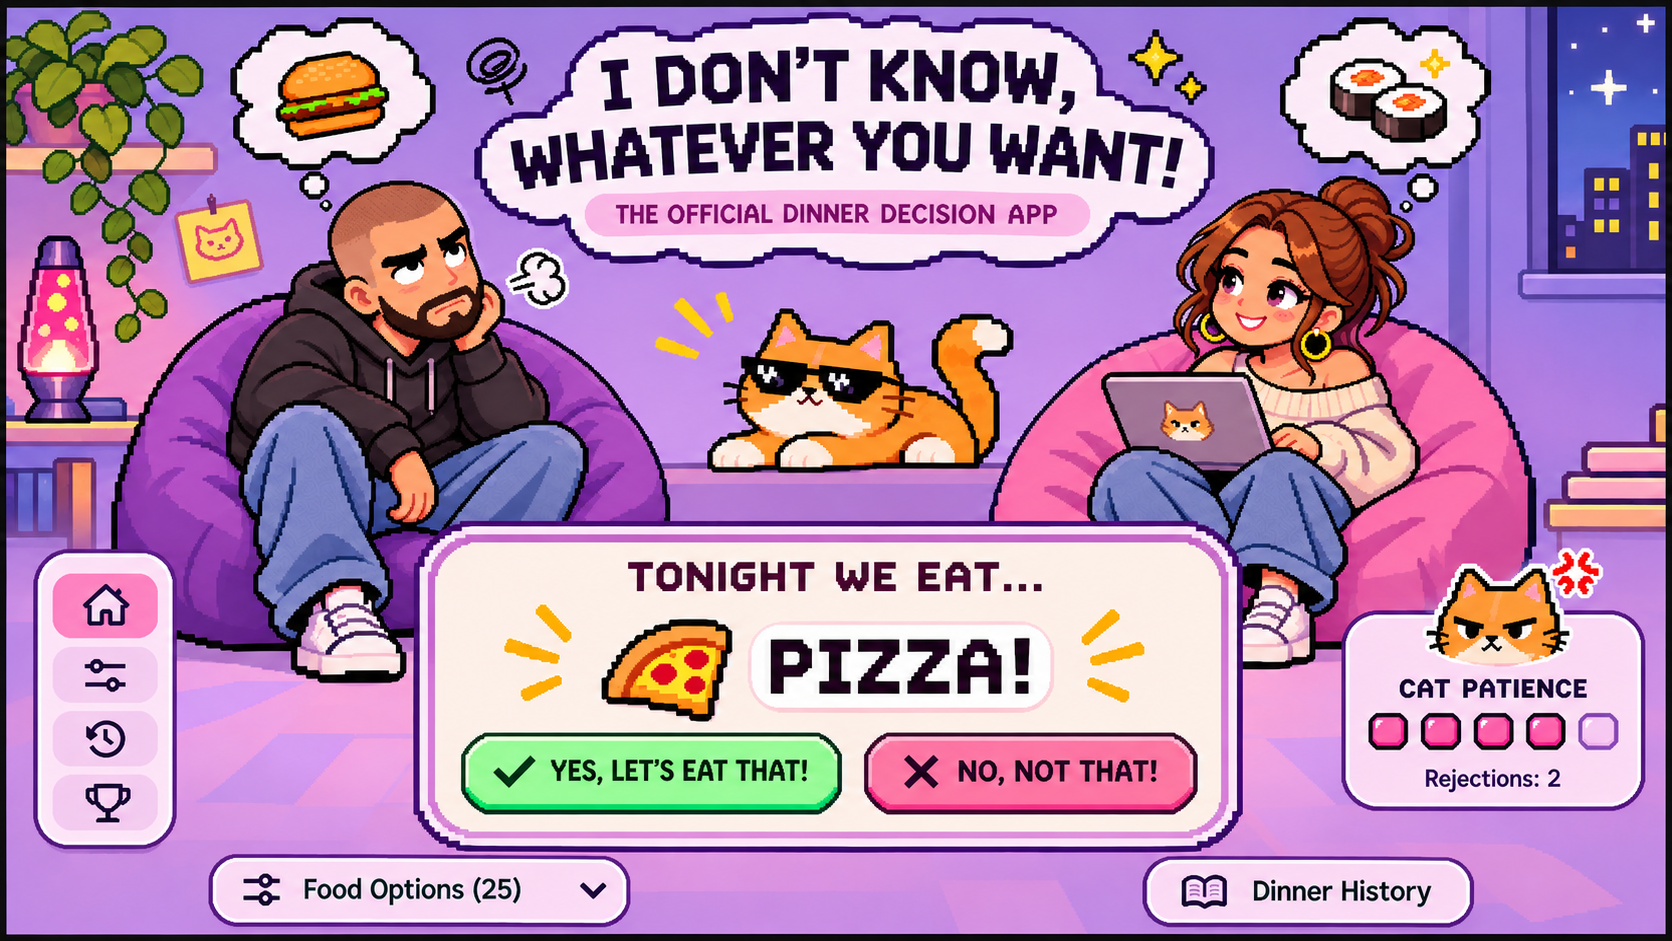 I DON'T KNOW,
WHATEVER YOU WANT!
THE OFFICIAL DINNER DECISION APP
TONIGHT WE EAT...
PIZZA!
YES, LET'S EAT THAT!
NO, NOT THAT!
CAT PATIENCE
Rejections: 2
Food Options (25)
Dinner History